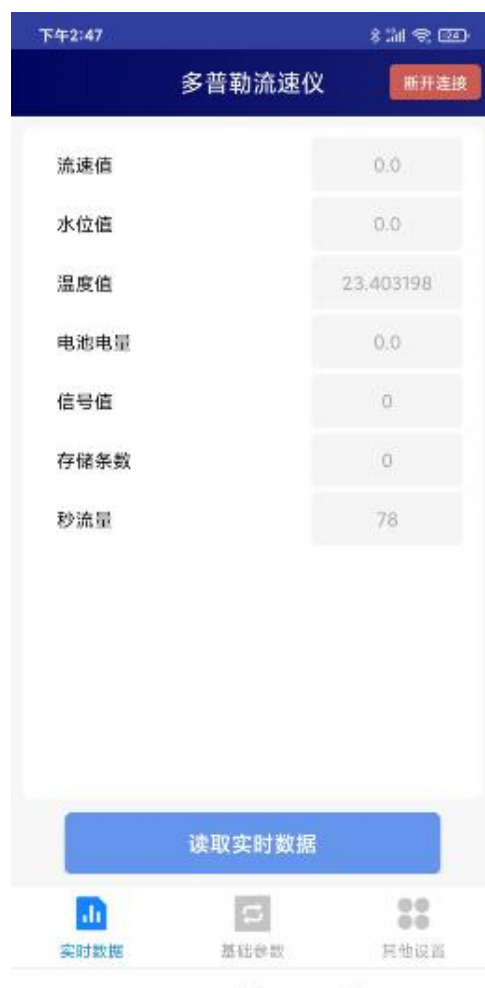 下午2:47
24
多普勒流速仪 断开连接
流速值 0.0
水位值 0.0
温度值 23.403198
电池电量 0.0
信号值 0
存储条数 0
秒流量 78
读取实时数据
实时数据 基础参数 其他设置